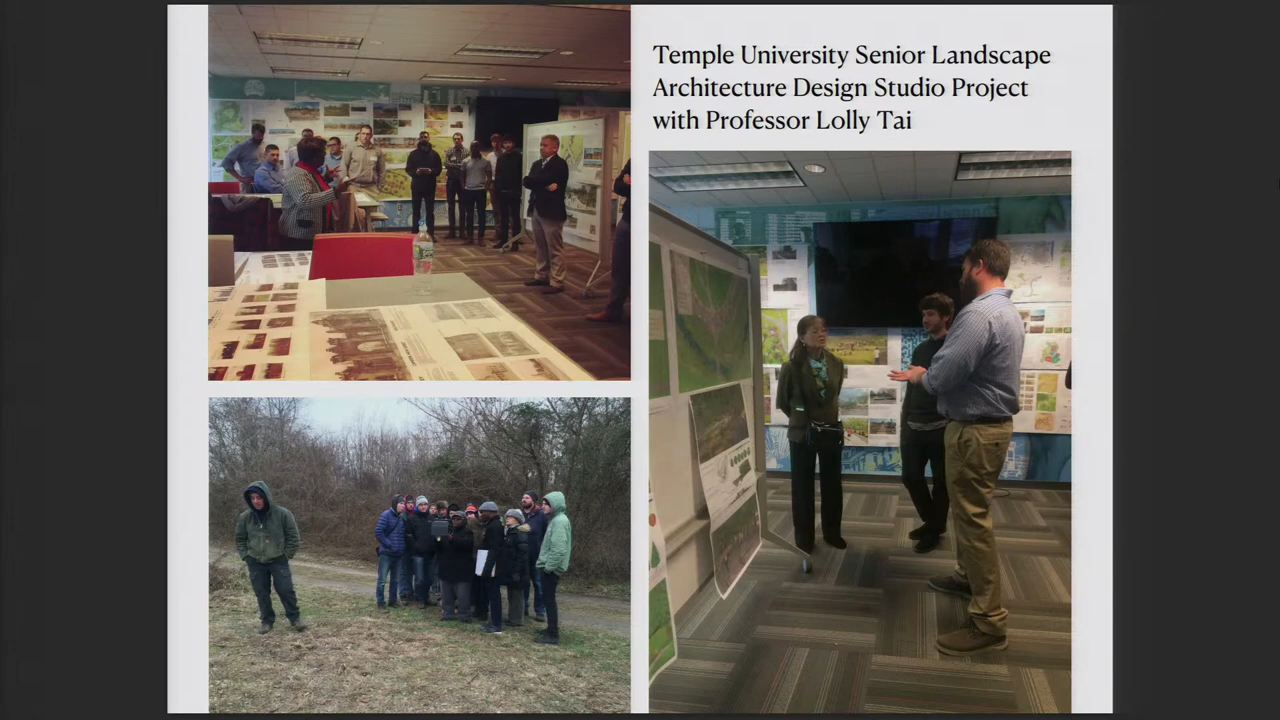 Temple University Senior Landscape
Architecture Design Studio Project
with Professor Lolly Tai